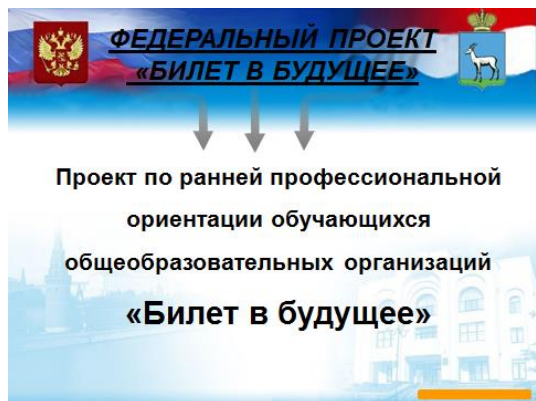 ФЕДЕРАЛЬНЫЙ ПРОЕКТ
«БИЛЕТ В БУДУЩЕЕ»
Проект по ранней профессиональной
ориентации обучающихся
общеобразовательных организаций
«Билет в будущее»